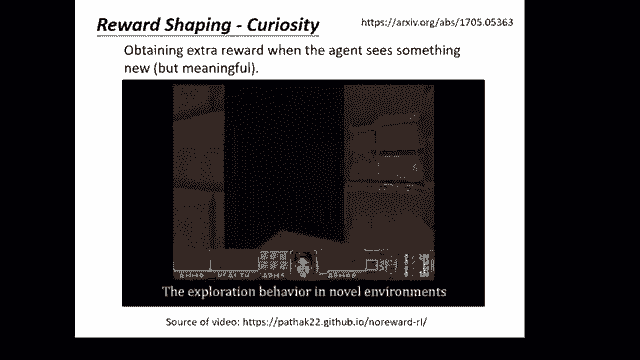 Reward Shaping - Curiosity
https://arxiv.org/abs/1705.05363
Obtaining extra reward when the agent sees something
new (but meaningful).
The exploration behavior in novel environments
Source of video: https://pathak22.github.io/noreward-rl/